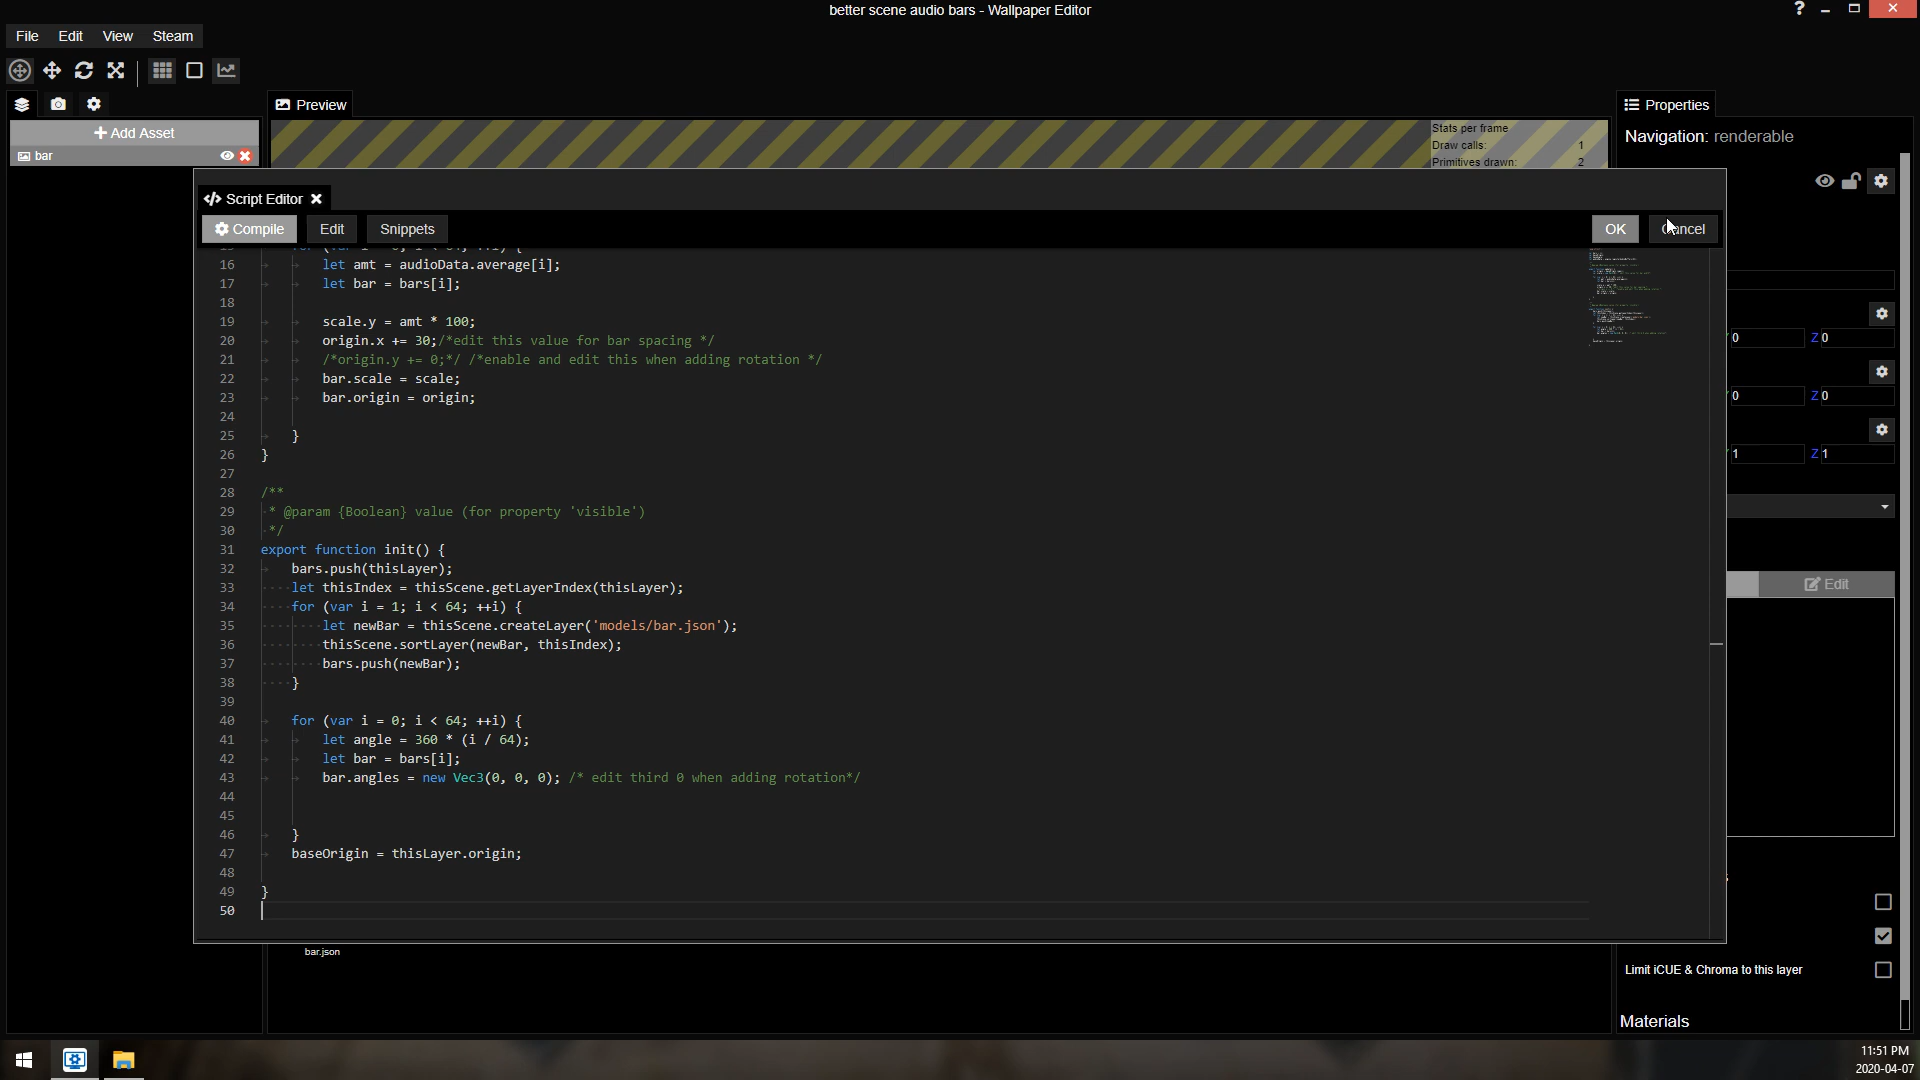 better scene audio bars - Wallpaper Editor
File Edit View Steam
Preview
Properties
Add Asset
bar
Stats per frame
Draw calls: 1
Primitives drawn: 2
Navigation: renderable
Script Editor
Compile Edit Snippets OK
16 let amt = audioData.average[i];
17 let bar = bars[i];
18
19 scale.y = amt * 100;
20 origin.x += 30;/*edit this value for bar spacing */
21 /*origin.y += 0;*/ /*enable and edit this when adding rotation */
22 bar.scale = scale;
23 bar.origin = origin;
24
25 }
26 }
27
28 /**
29 * @param {Boolean} value (for property 'visible')
30 */
31 export function init() {
32 bars.push(thisLayer);
33 let thisIndex = thisScene.getLayerIndex(thisLayer);
34 for (var i = 1; i < 64; ++i) {
35 let newBar = thisScene.createLayer('models/bar.json');
36 thisScene.sortLayer(newBar, thisIndex);
37 bars.push(newBar);
38 }
39
40 for (var i = 0; i < 64; ++i) {
41 let angle = 360 * (i / 64);
42 let bar = bars[i];
43 bar.angles = new Vec3(0, 0, 0); /* edit third 0 when adding rotation*/
44
45
46 }
47 baseOrigin = thisLayer.origin;
48
49 }
50
0 Z 0
0 Z 0
1 Z 1
Edit
bar.json
Limit iCUE & Chroma to this layer
Materials
11:51 PM
2020-04-07